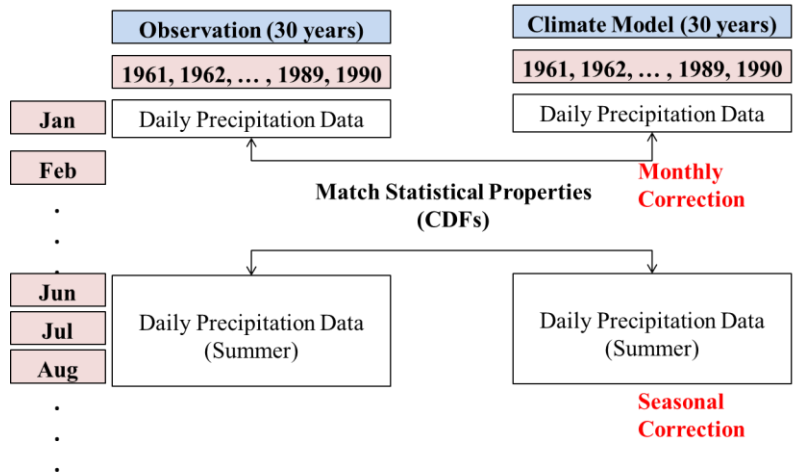 Observation (30 years)
Climate Model (30 years)
1961, 1962, … , 1989, 1990
1961, 1962, … , 1989, 1990
Jan
Daily Precipitation Data
Daily Precipitation Data
Feb
Monthly
Correction
Match Statistical Properties
(CDFs)
.
.
.
Jun
Jul
Aug
Daily Precipitation Data
(Summer)
Daily Precipitation Data
(Summer)
Seasonal
Correction
.
.
.